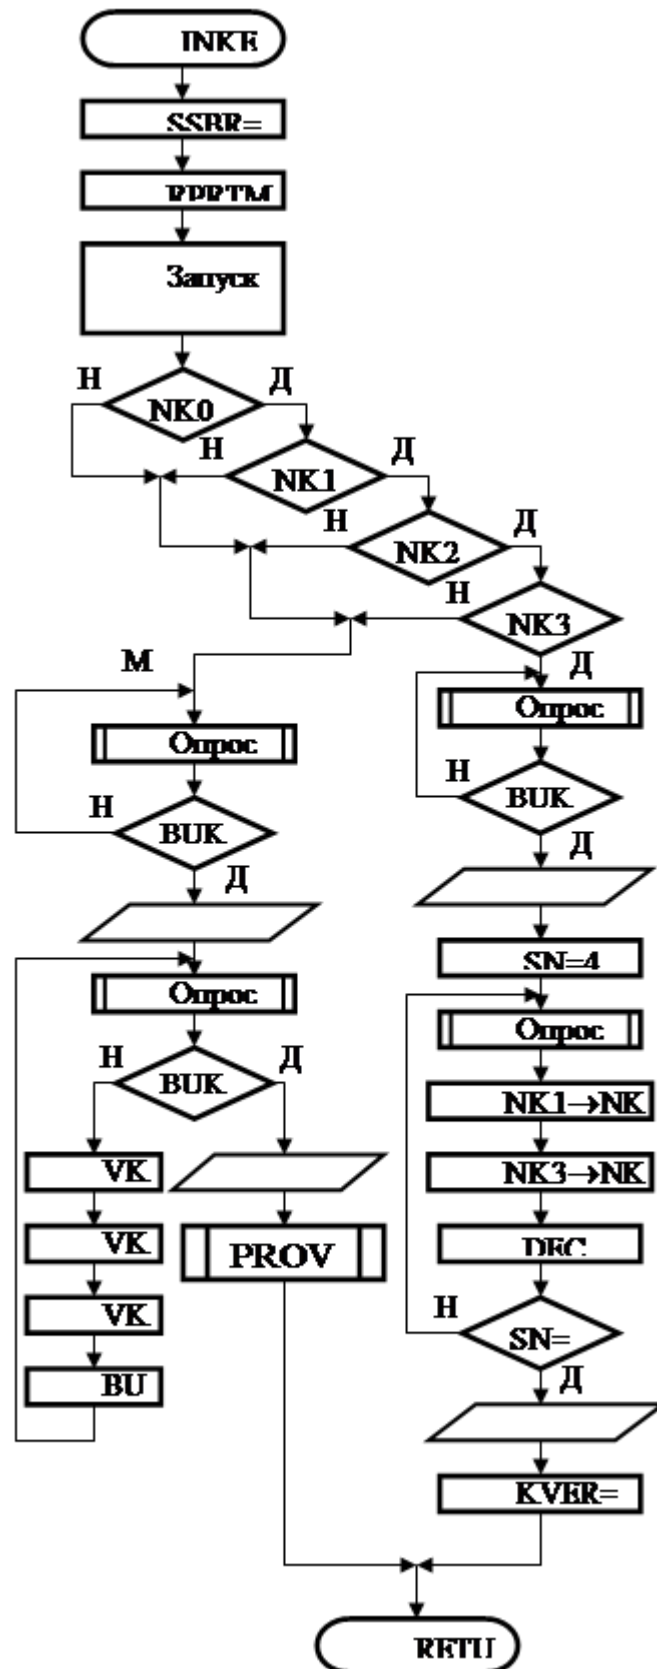 INKE
SSBR=
Запуск
Н Д
NK0
Н Д
NK1
Н Д
NK2
Н
NK3
М Д
Опрос
Опрос
Н
BUK
Н
BUK
Д
Д
SN=4
Опрос
Опрос
Н Д
BUK
NK1→NK
VK
NK3→NK
VK
PROV
DEC
VK
Н
SN=
BU
Д
KVER=
RETU